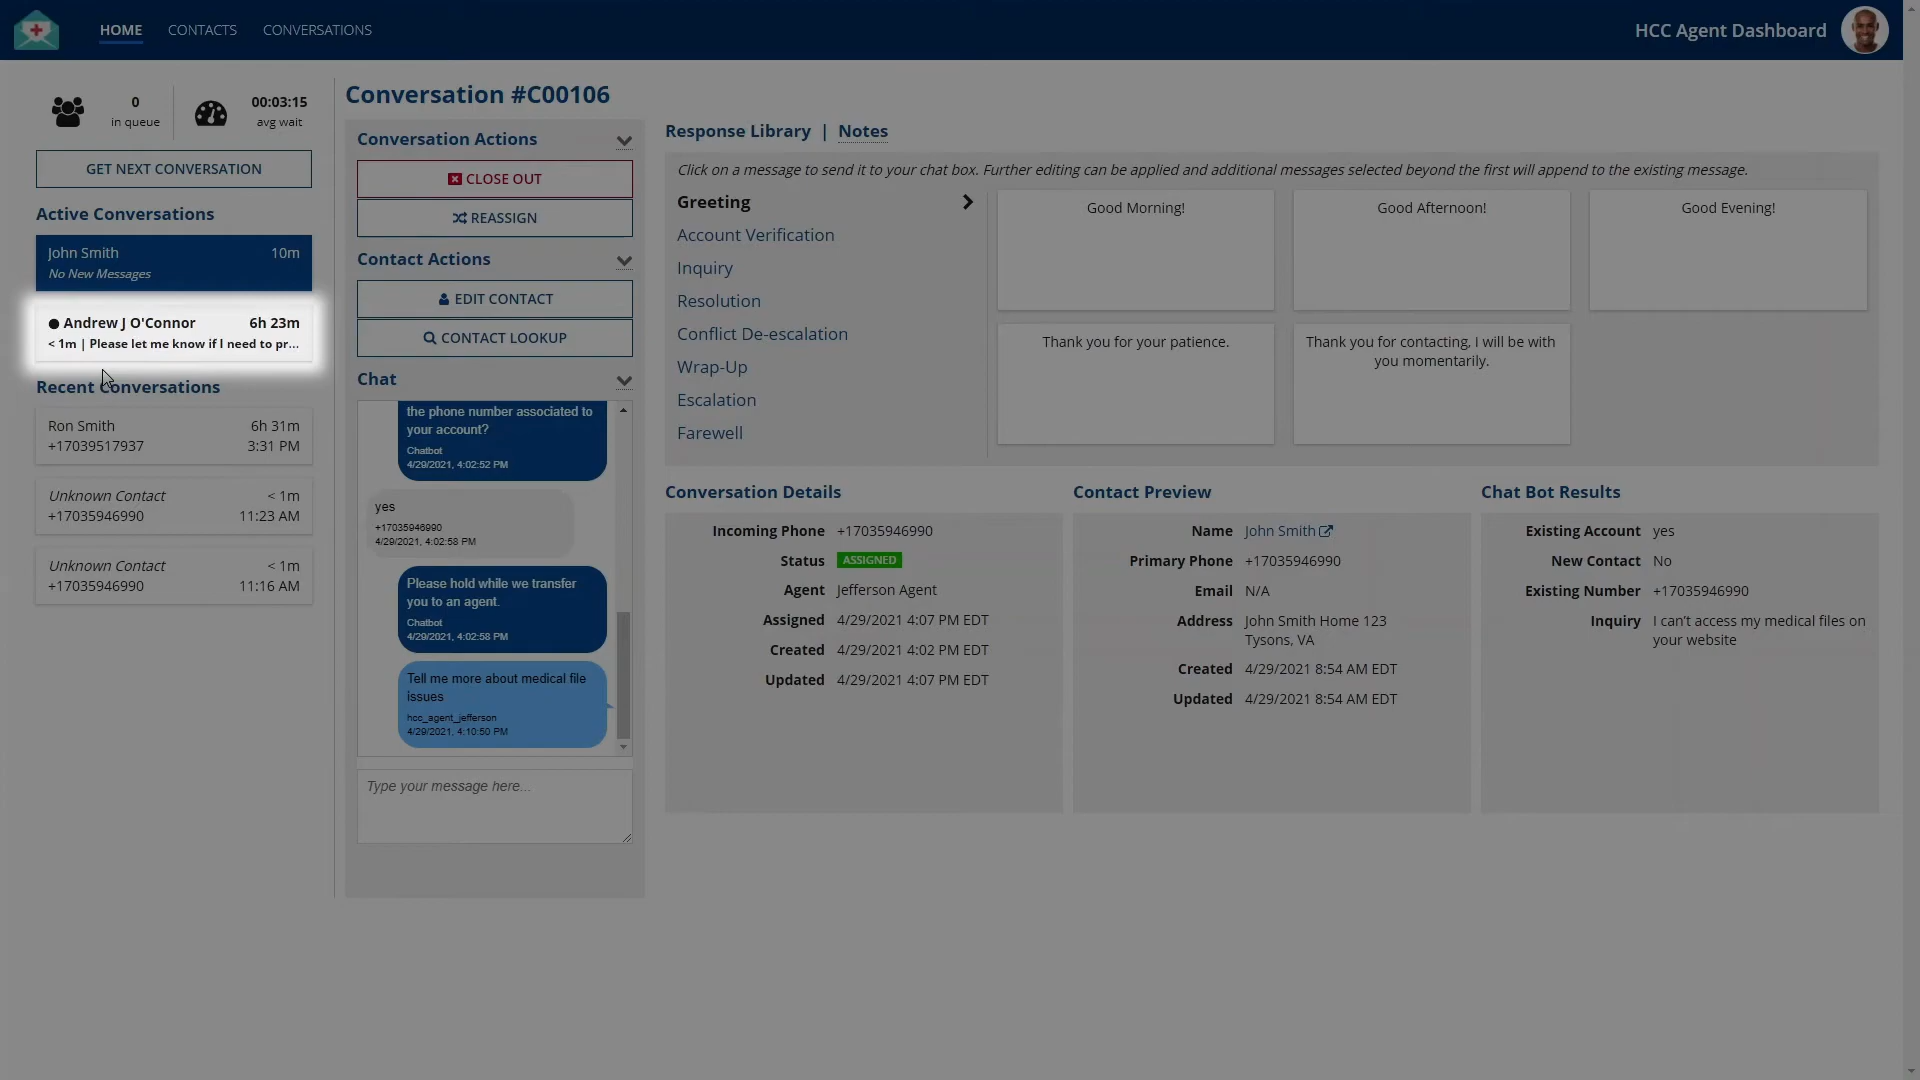 HOME CONTACTS CONVERSATIONS
HCC Agent Dashboard
0
in queue
00:03:15
avg wait
GET NEXT CONVERSATION
Active Conversations
John Smith 10m
No New Messages
Andrew J O'Connor 6h 23m
< 1m | Please let me know if I need to pr...
Recent Conversations
Ron Smith 6h 31m
+17039517937 3:31 PM
Unknown Contact < 1m
+17035946990 11:23 AM
Unknown Contact < 1m
+17035946990 11:16 AM
Conversation #C00106
Conversation Actions
CLOSE OUT
REASSIGN
Contact Actions
EDIT CONTACT
CONTACT LOOKUP
Chat
the phone number associated to
your account?
Chatbot
4/29/2021, 4:02:52 PM
yes
+17035946990
4/29/2021, 4:02:58 PM
Please hold while we transfer
you to an agent.
Chatbot
4/29/2021, 4:02:58 PM
Tell me more about medical file
issues
hcc_agent_jefferson
4/29/2021, 4:10:50 PM
Type your message here...
Response Library | Notes
Click on a message to send it to your chat box. Further editing can be applied and additional messages selected beyond the first will append to the existing message.
Greeting
Account Verification
Inquiry
Resolution
Conflict De-escalation
Wrap-Up
Escalation
Farewell
Good Morning!
Good Afternoon!
Good Evening!
Thank you for your patience.
Thank you for contacting, I will be with
you momentarily.
Conversation Details
Incoming Phone +17035946990
Status ASSIGNED
Agent Jefferson Agent
Assigned 4/29/2021 4:07 PM EDT
Created 4/29/2021 4:02 PM EDT
Updated 4/29/2021 4:07 PM EDT
Contact Preview
Name John Smith
Primary Phone +17035946990
Email N/A
Address John Smith Home 123
Tysons, VA
Created 4/29/2021 8:54 AM EDT
Updated 4/29/2021 8:54 AM EDT
Chat Bot Results
Existing Account yes
New Contact No
Existing Number +17035946990
Inquiry I can't access my medical files on
your website